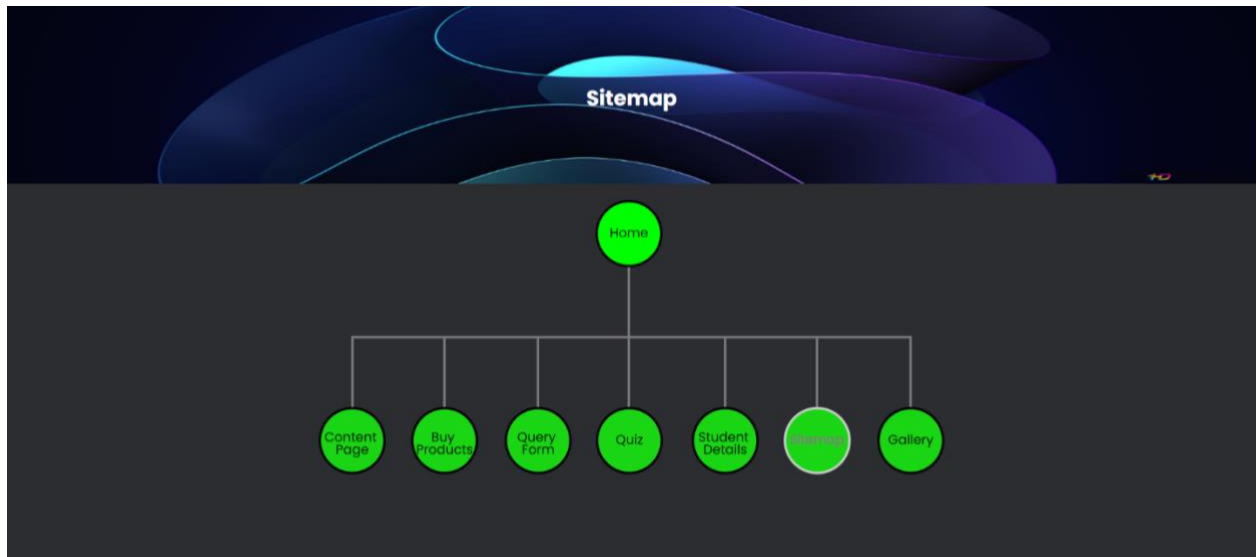 Sitemap
Home
Content
Page
Buy
Products
Query
Form
Quiz
Student
Details
Sitemap
Gallery